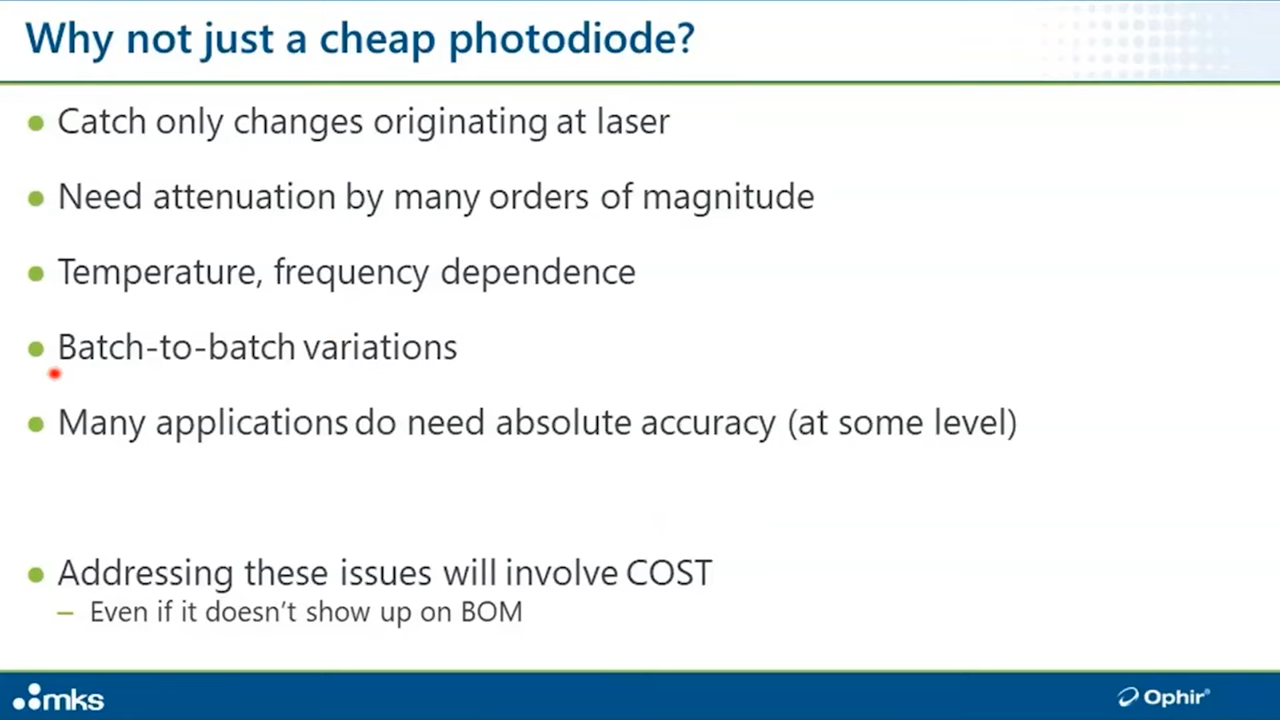 Why not just a cheap photodiode?
Catch only changes originating at laser
Need attenuation by many orders of magnitude
Temperature, frequency dependence
Batch-to-batch variations
Many applications do need absolute accuracy (at some level)
Addressing these issues will involve COST
– Even if it doesn't show up on BOM
mks
Ophir®